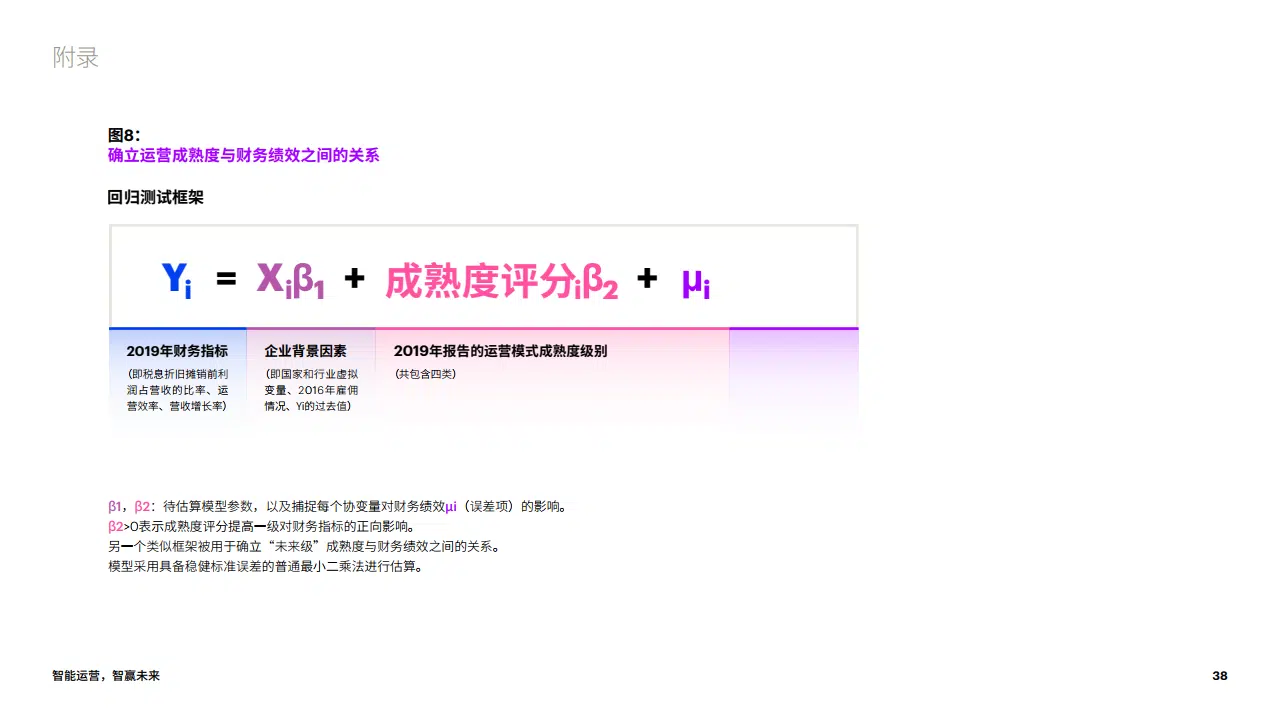 附录
图8：
确立运营成熟度与财务绩效之间的关系
回归测试框架
Yi = Xiβ1 + 成熟度评分iβ2 + μi
2019年财务指标
（即税息折旧摊销前利
润占营收的比率、运
营效率、营收增长率）
企业背景因素
（即国家和行业虚拟
变量、2016年雇佣
情况、Yi的过去值）
2019年报告的运营模式成熟度级别
（共包含四类）
β1，β2：待估算模型参数，以及捕捉每个协变量对财务绩效μi（误差项）的影响。
β2>0表示成熟度评分提高一级对财务指标的正向影响。
另一个类似框架被用于确立“未来级”成熟度与财务绩效之间的关系。
模型采用具备稳健标准误差的普通最小二乘法进行估算。
智能运营，智赢未来
38